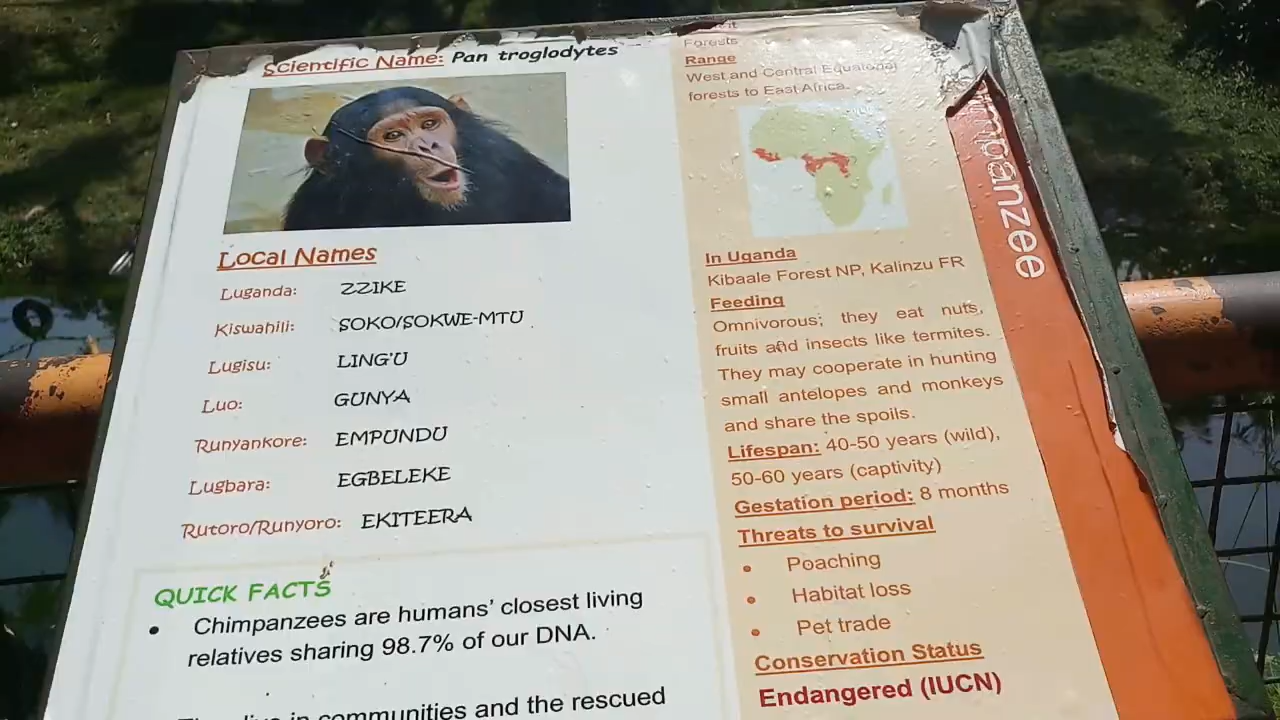 Scientific Name: Pan troglodytes
Local Names
Luganda: ZZIKE
Kiswahili: SOKO/SOKWE-MTU
Lugisu: LING'U
Luo: GUNYA
Runyankore: EMPUNDU
Lugbara: EGBELEKE
Rutoro/Runyoro: EKITEERA
QUICK FACTS
• Chimpanzees are humans' closest living
relatives sharing 98.7% of our DNA.
live in communities and the rescued
Forests
Range
West and Central Equatorial
forests to East Africa.
In Uganda
Kibaale Forest NP, Kalinzu FR
Feeding
Omnivorous; they eat nuts,
fruits and insects like termites.
They may cooperate in hunting
small antelopes and monkeys
and share the spoils.
Lifespan: 40-50 years (wild),
50-60 years (captivity)
Gestation period: 8 months
Threats to survival
• Poaching
• Habitat loss
• Pet trade
Conservation Status
Endangered (IUCN)
mpanzee